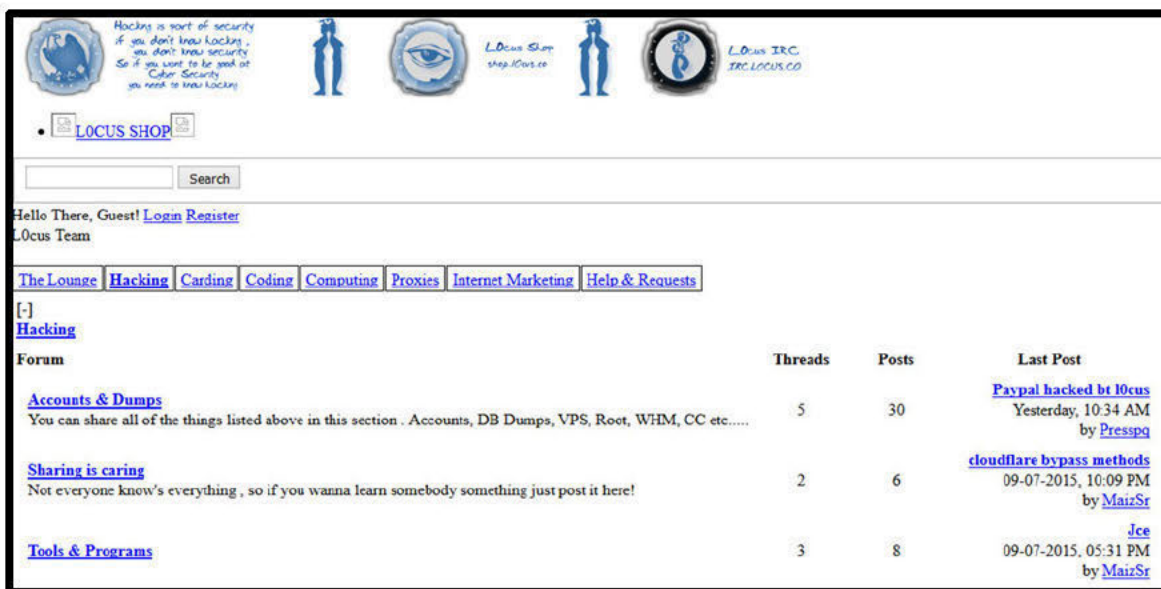 Hacking is part of security
if you don't know hacking ,
you don't know security
So if you want to be good at
Cyber Security
you need to know hacking
L0cus Shop
shop.l0cus.co
L0cus IRC
IRC.L0CUS.CO
L0CUS SHOP
Search
Hello There, Guest! Login Register
L0cus Team
The Lounge Hacking Carding Coding Computing Proxies Internet Marketing Help & Requests
[-]
Hacking
Forum Threads Posts Last Post
Accounts & Dumps
You can share all of the things listed above in this section . Accounts, DB Dumps, VPS, Root, WHM, CC etc.....
5 30
Paypal hacked bt l0cus
Yesterday, 10:34 AM
by Presspq
Sharing is caring
Not everyone know's everything , so if you wanna learn somebody something just post it here!
2 6
cloudflare bypass methods
09-07-2015, 10:09 PM
by MaizSr
Tools & Programs
3 8
Jce
09-07-2015, 05:31 PM
by MaizSr